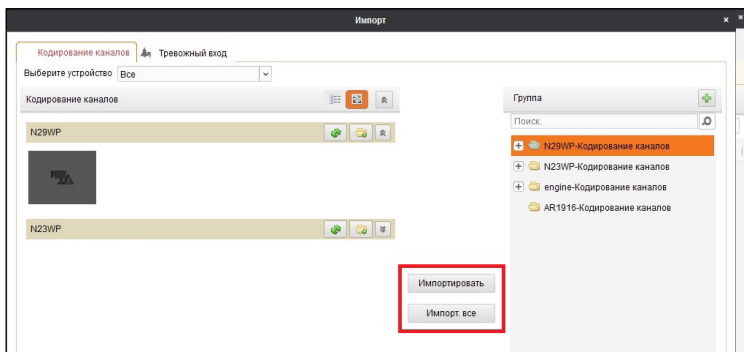 Импорт
Кодирование каналов
Тревожный вход
Выберите устройство Все
Кодирование каналов
N29WP
N23WP
Импортировать
Импорт. все
Группа
Поиск.
N29WP-Кодирование каналов
N23WP-Кодирование каналов
engine-Кодирование каналов
AR1916-Кодирование каналов